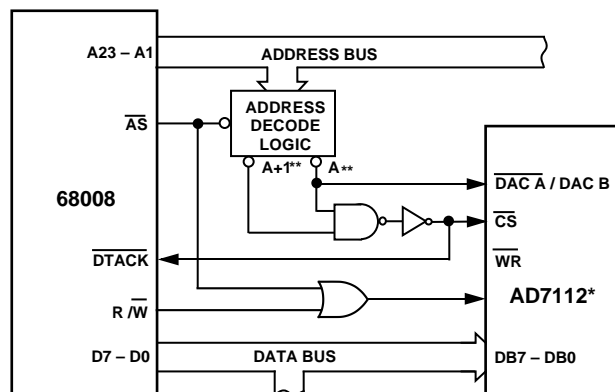 A23 – A1
ADDRESS BUS
AS
ADDRESS
DECODE
LOGIC
A+1**
A**
68008
DAC A / DAC B
CS
DTACK
WR
AD7112*
R / W
D7 – D0
DATA BUS
DB7 – DB0